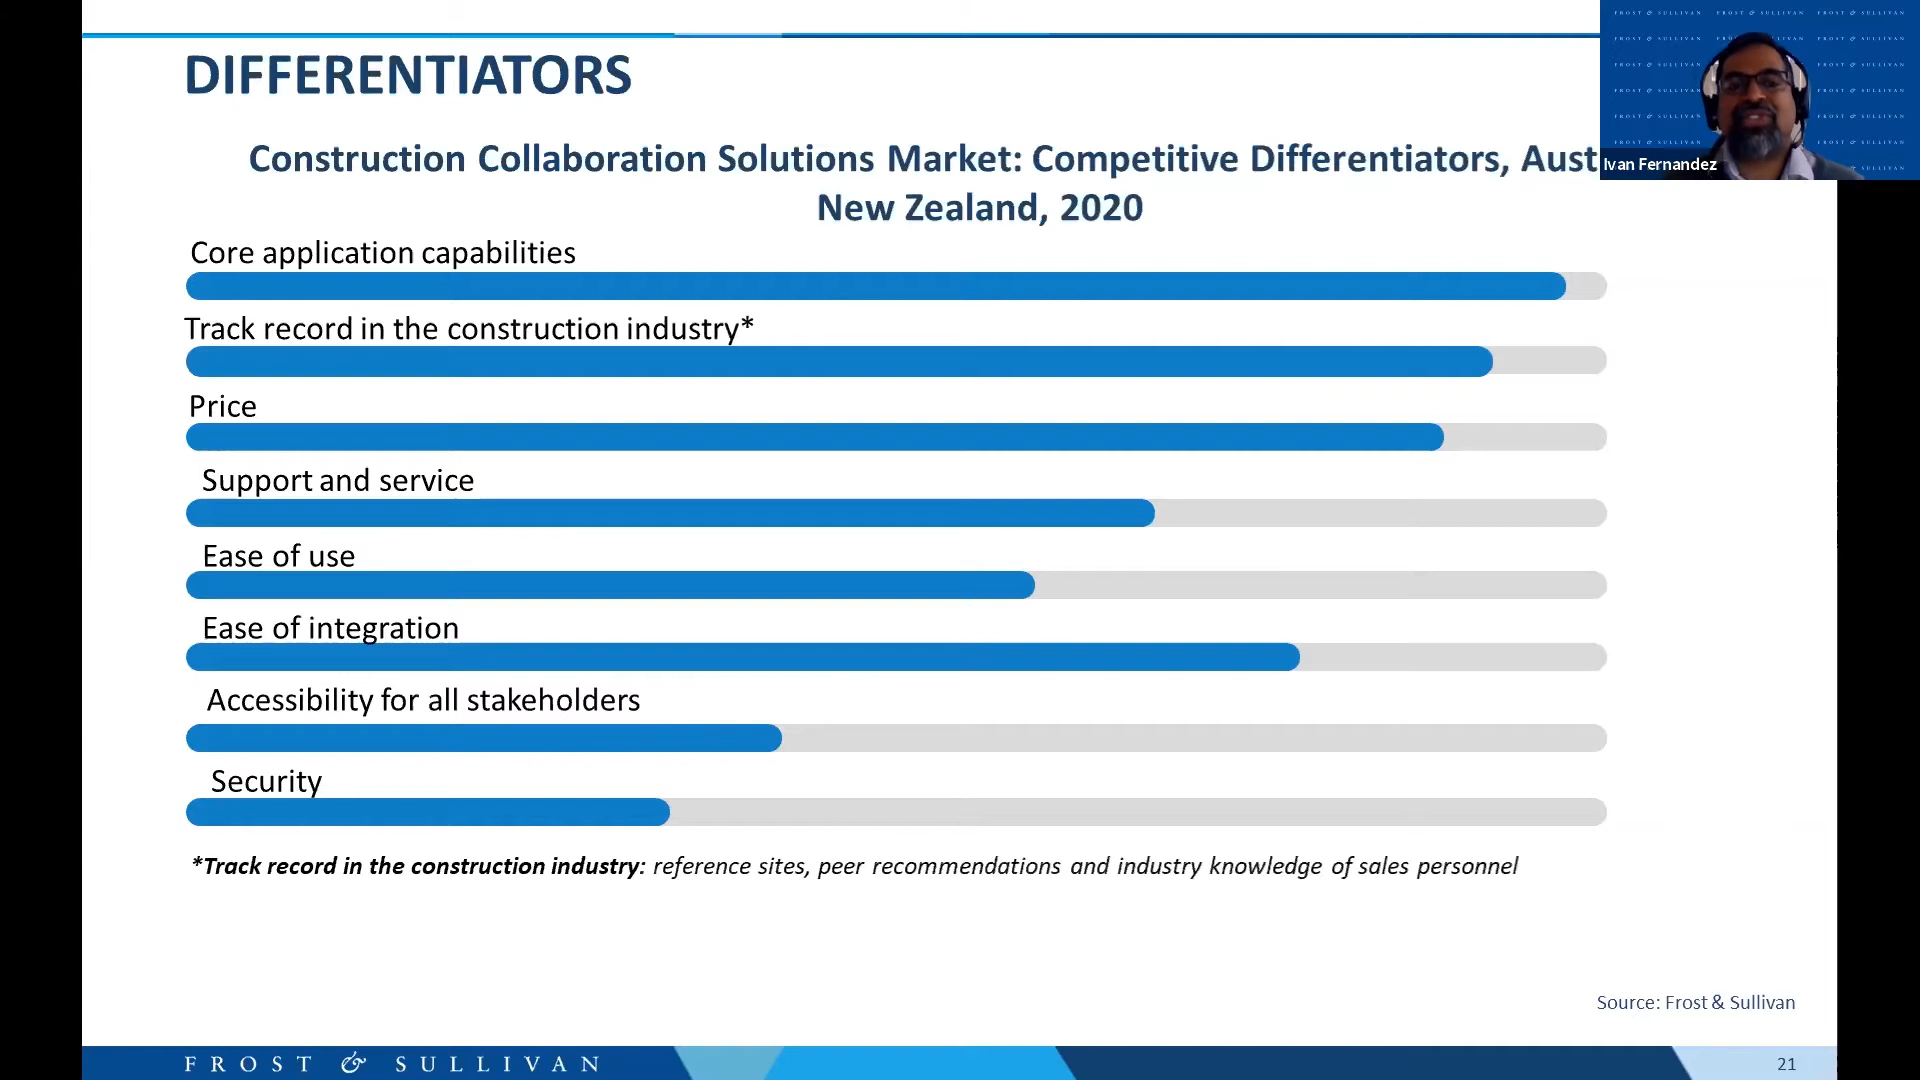 DIFFERENTIATORS
Construction Collaboration Solutions Market: Competitive Differentiators, Aust
New Zealand, 2020
Ivan Fernandez
Core application capabilities
Track record in the construction industry*
Price
Support and service
Ease of use
Ease of integration
Accessibility for all stakeholders
Security
*Track record in the construction industry: reference sites, peer recommendations and industry knowledge of sales personnel
Source: Frost & Sullivan
FROST & SULLIVAN
21